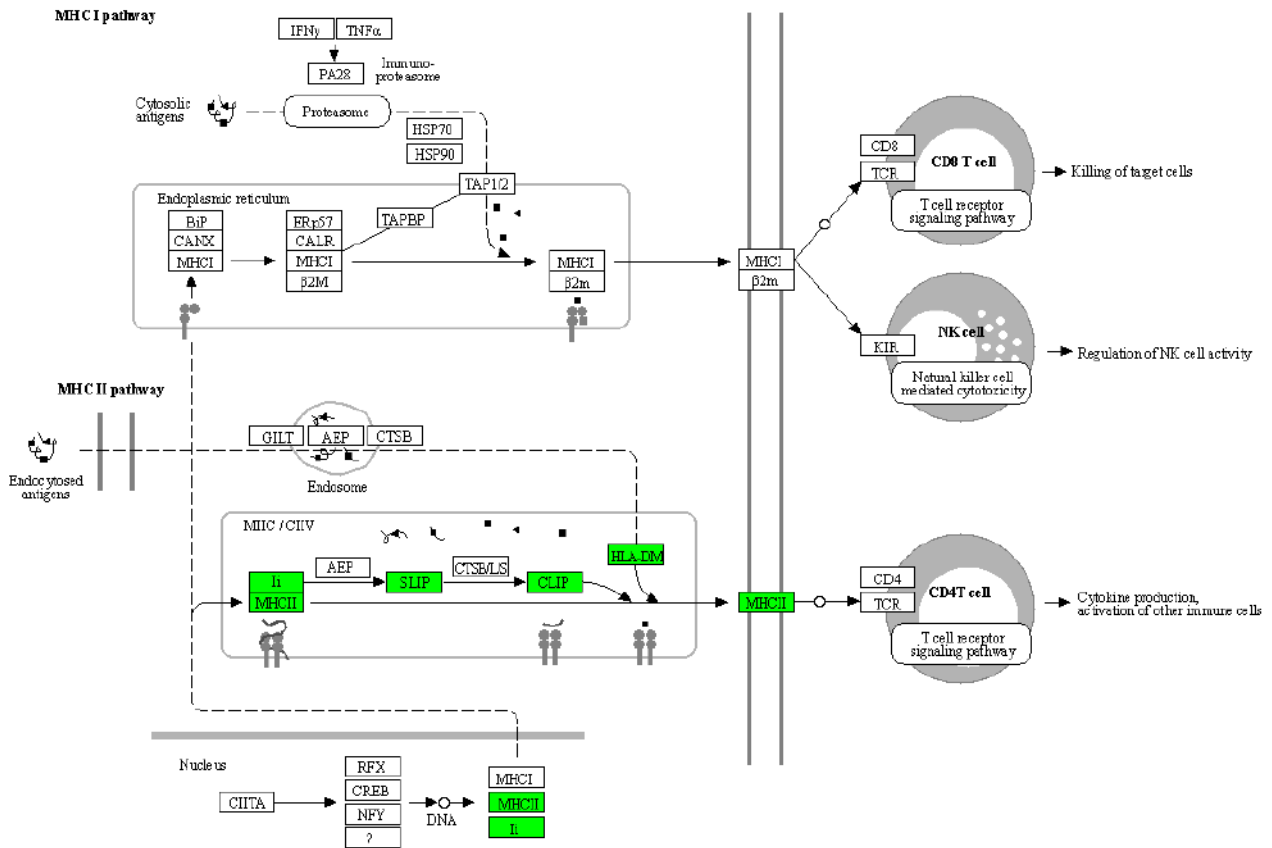 MHC I pathway
IFNγ
TNFα
PA28
Immuno-
proteasome
Cytosolic
antigens
Proteasome
HSP70
HSP90
TAP1/2
Endoplasmic reticulum
BiP
CANX
MHCI
ERp57
CALR
MHCI
β2M
TAPBP
MHCI
β2m
MHCI
β2m
CD8
TCR
CD8 T cell
T cell receptor
signaling pathway
Killing of target cells
KIR
NK cell
Natural killer cell
mediated cytotoxicity
Regulation of NK cell activity
MHC II pathway
Endocytosed
antigens
GILT
AEP
CTSB
Endosome
MIIC / CIIV
Ii
MHCII
AEP
SLIP
CTSB/L/S
CLIP
HLA-DM
MHCII
CD4
TCR
CD4 T cell
T cell receptor
signaling pathway
Cytokine production,
activation of other immune cells
Nucleus
CIITA
RFX
CREB
NFY
?
DNA
MHCI
MHCII
Ii